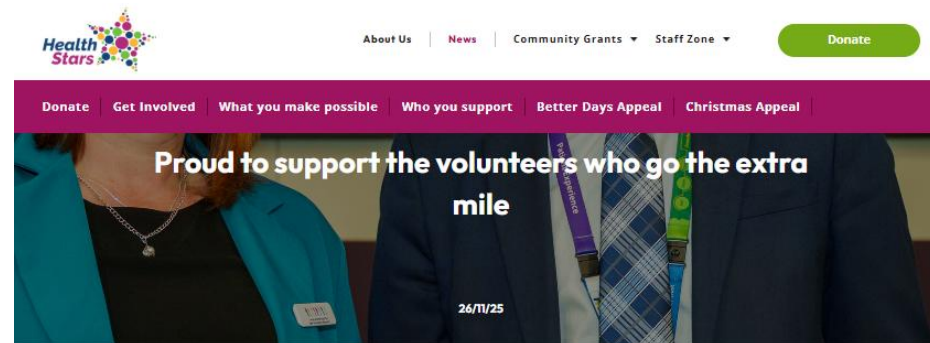 Health
Stars
About Us
News
Community Grants
Staff Zone
Donate
Donate
Get Involved
What you make possible
Who you support
Better Days Appeal
Christmas Appeal
Proud to support the volunteers who go the extra
mile
Patient Experience
26/11/25